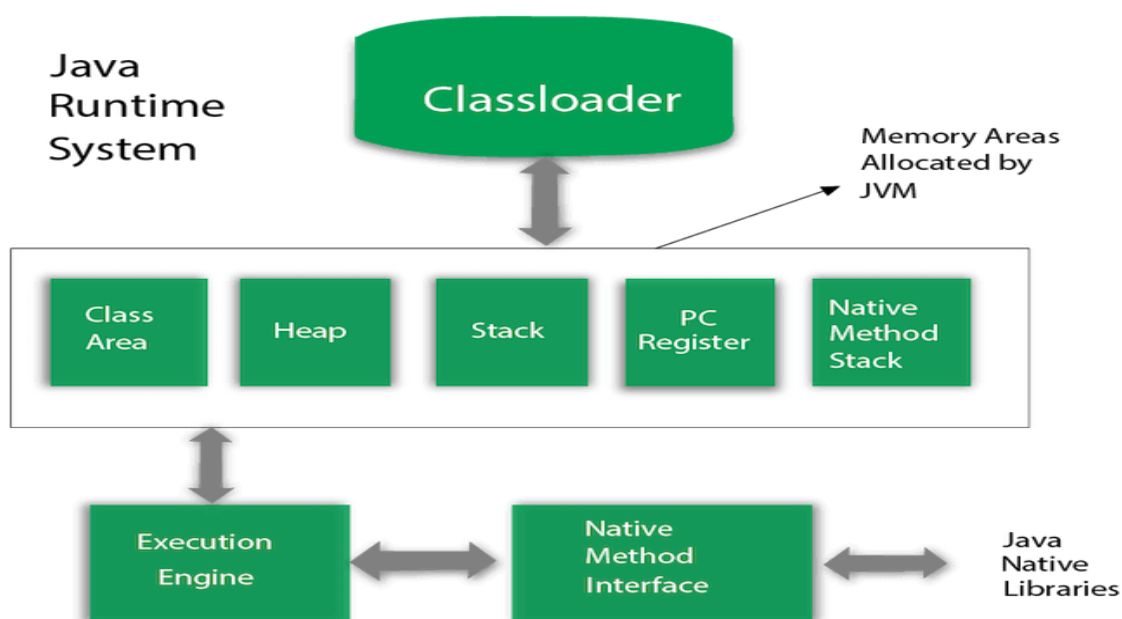 Java
Runtime
System
Classloader
Memory Areas
Allocated by
JVM
Class
Area
Heap
Stack
PC
Register
Native
Method
Stack
Execution
Engine
Native
Method
Interface
Java
Native
Libraries